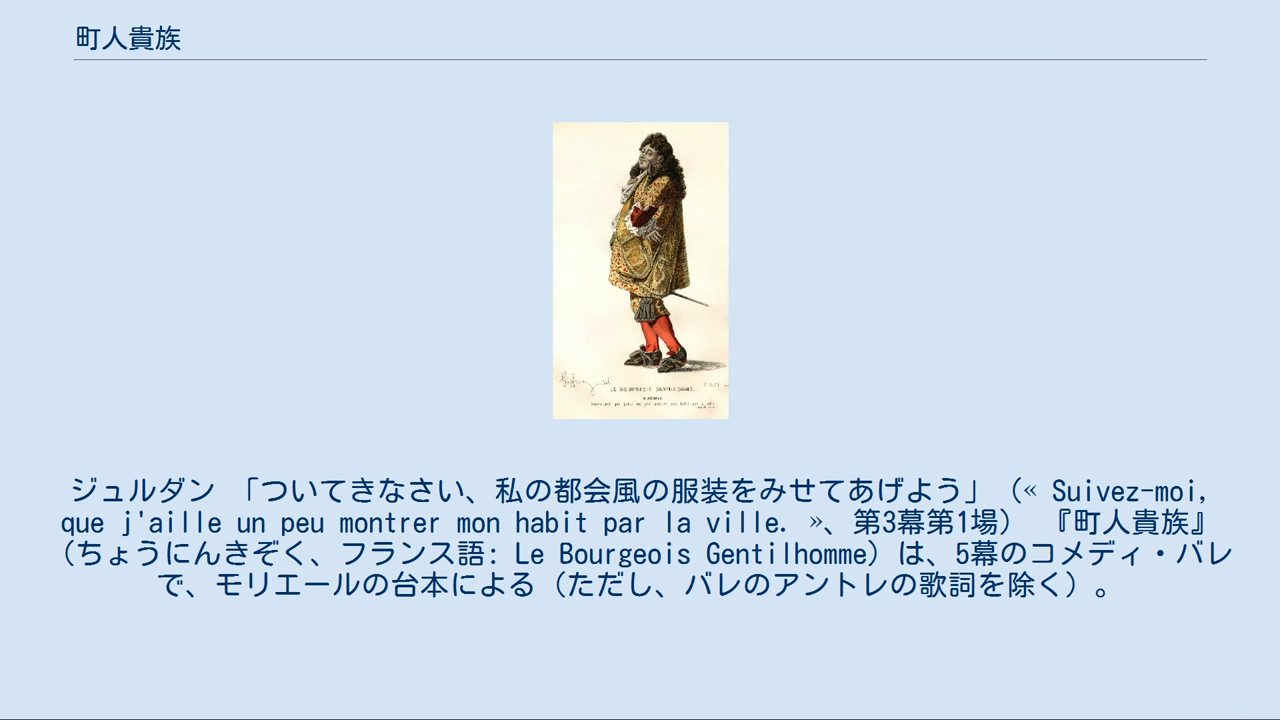 町人貴族
LE BOURGEOIS GENTILHOMME.
ジュルダン 「ついてきなさい、私の都会風の服装をみせてあげよう」（« Suivez-moi,
que j'aille un peu montrer mon habit par la ville. »、第3幕第1場） 『町人貴族』
（ちょうにんきぞく、フランス語: Le Bourgeois Gentilhomme）は、5幕のコメディ・バレ
で、モリエールの台本による（ただし、バレのアントレの歌詞を除く）。